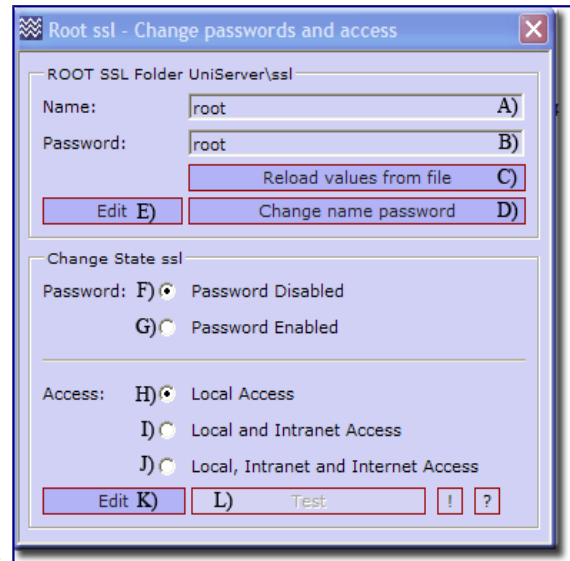 Root ssl - Change passwords and access
ROOT SSL Folder UniServer\ssl
Name: root A)
Password: root B)
Reload values from file C)
Edit E) Change name password D)
Change State ssl
Password: F) Password Disabled
G) Password Enabled
Access: H) Local Access
I) Local and Intranet Access
J) Local, Intranet and Internet Access
Edit K) L) Test ! ?